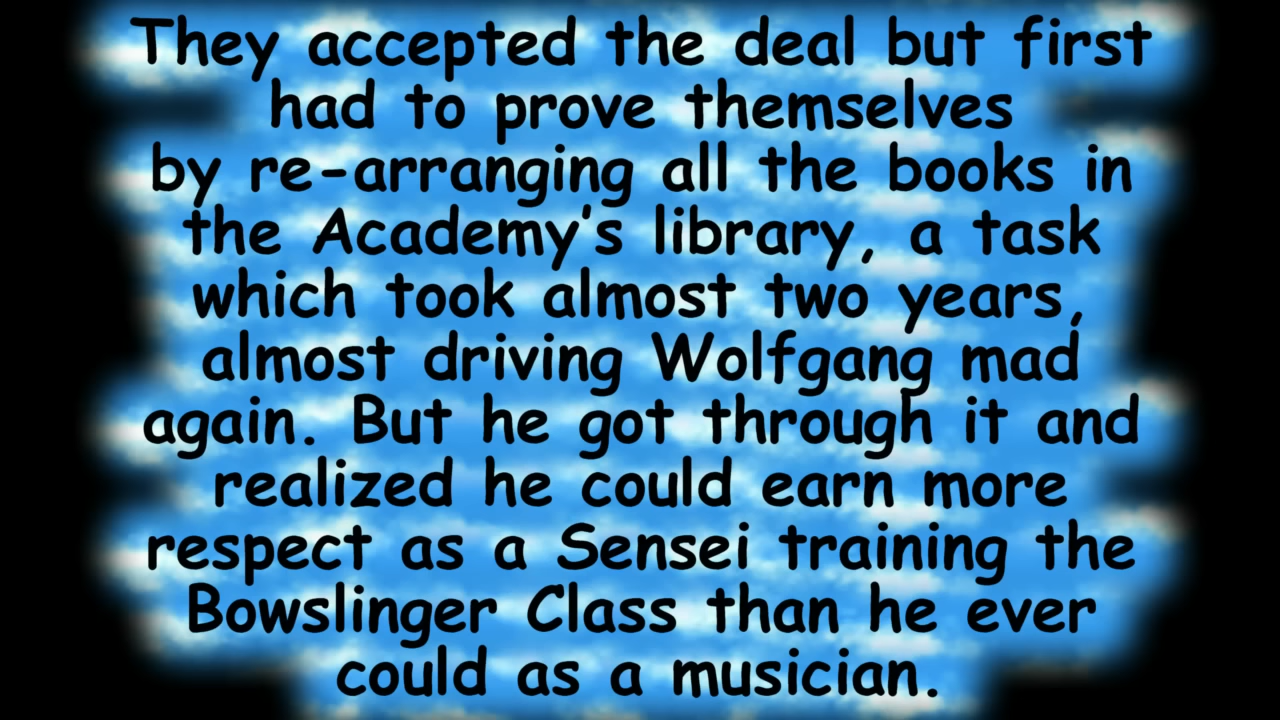 They accepted the deal but first
had to prove themselves
by re-arranging all the books in
the Academy's library, a task
which took almost two years,
almost driving Wolfgang mad
again. But he got through it and
realized he could earn more
respect as a Sensei training the
Bowslinger Class than he ever
could as a musician.